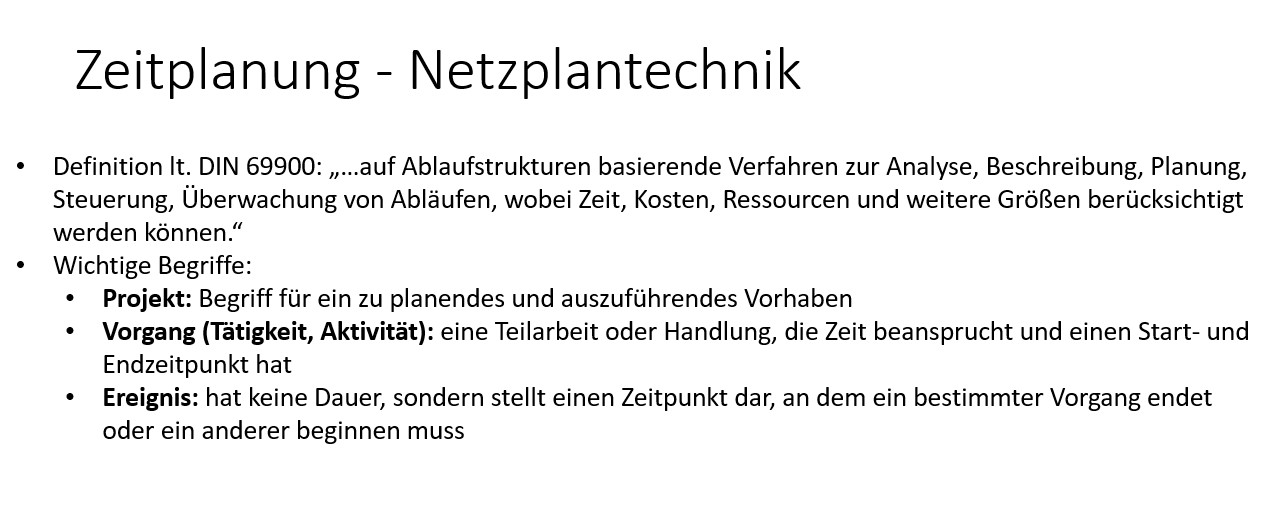 Zeitplanung - Netzplantechnik
• Definition lt. DIN 69900: „…auf Ablaufstrukturen basierende Verfahren zur Analyse, Beschreibung, Planung,
Steuerung, Überwachung von Abläufen, wobei Zeit, Kosten, Ressourcen und weitere Größen berücksichtigt
werden können.“
• Wichtige Begriffe:
• Projekt: Begriff für ein zu planendes und auszuführendes Vorhaben
• Vorgang (Tätigkeit, Aktivität): eine Teilarbeit oder Handlung, die Zeit beansprucht und einen Start- und
Endzeitpunkt hat
• Ereignis: hat keine Dauer, sondern stellt einen Zeitpunkt dar, an dem ein bestimmter Vorgang endet
oder ein anderer beginnen muss